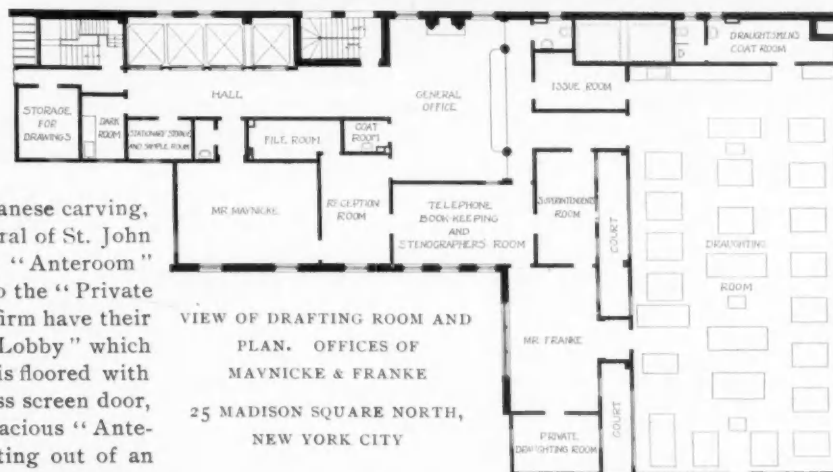 DRAUGHTSMENS
COAT ROOM
HALL
GENERAL
OFFICE
ISSUE ROOM
STORAGE
FOR
DRAWINGS
DARK
ROOM
STATIONARY STORAGE
AND SAMPLE ROOM
FILE ROOM
COAT
ROOM
MR MAYNICKE
RECEPTION
ROOM
TELEPHONE
BOOK-KEEPING
AND
STENOGRAPHERS' ROOM
SUPERINTENDENTS
ROOM
COURT
DRAUGHTING
ROOM
MR. FRANKE
PRIVATE
DRAUGHTING ROOM
COURT
anese carving,
ral of St. John
“Anteroom”
o the “Private
firm have their
Lobby” which
is floored with
ss screen door,
acious “Ante-
ting out of an
VIEW OF DRAFTING ROOM AND
PLAN. OFFICES OF
MAYNICKE & FRANKE
25 MADISON SQUARE NORTH,
NEW YORK CITY